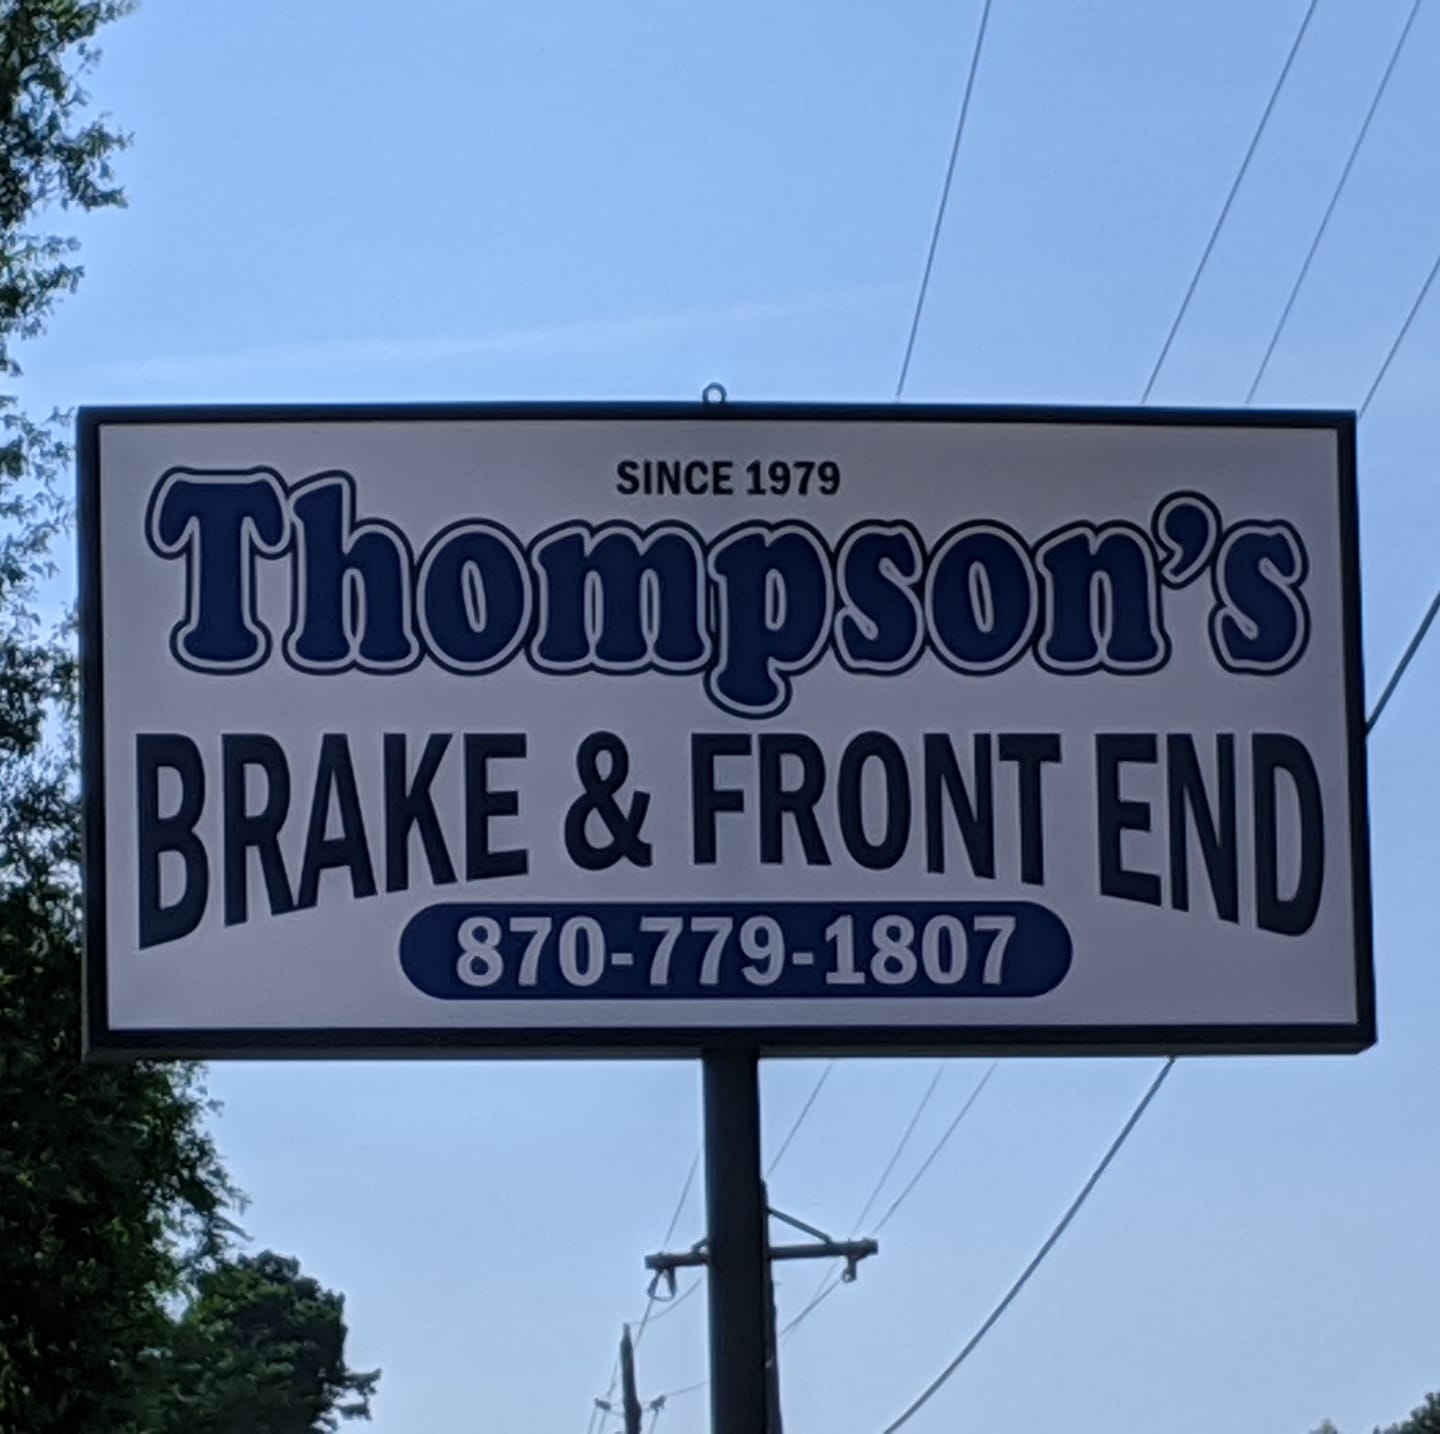 SINCE 1979
Thompson's
BRAKE & FRONT END
870-779-1807